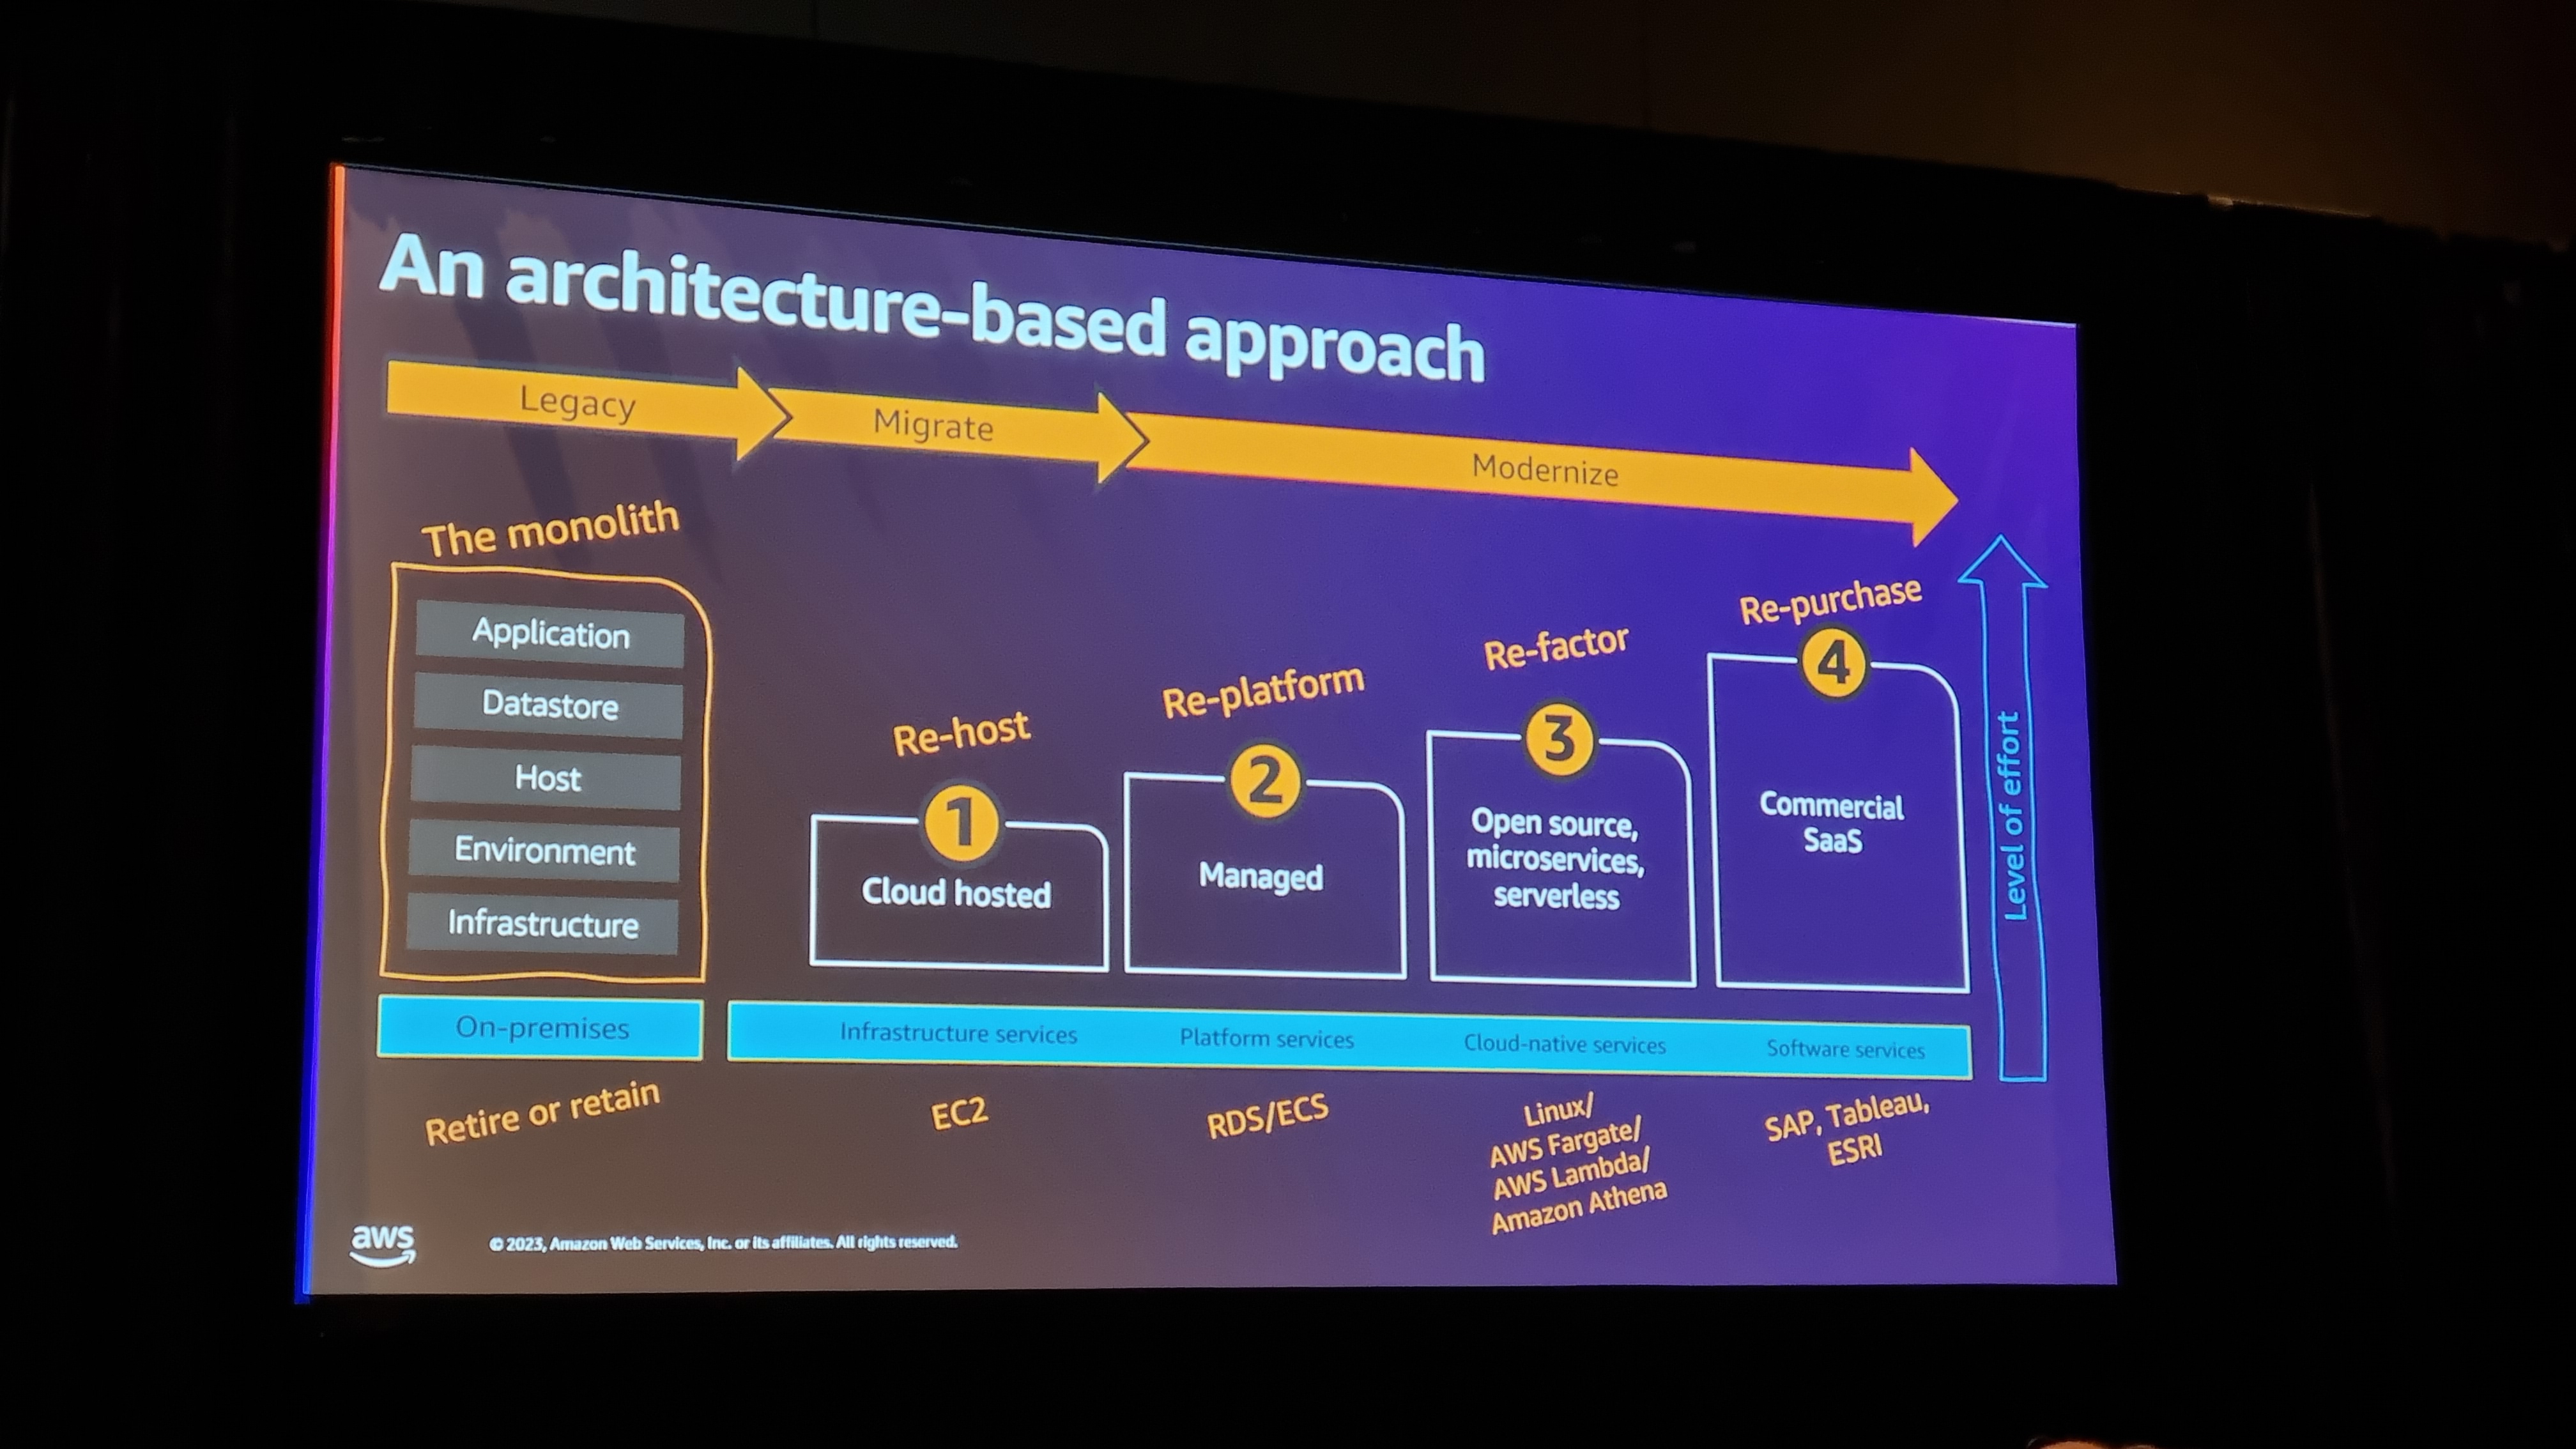 An architecture-based approach
Legacy
Migrate
Modernize
The monolith
Application
Datastore
Host
Environment
Infrastructure
Re-host
1
Cloud hosted
Re-platform
2
Managed
Re-factor
3
Open source,
microservices,
serverless
Re-purchase
4
Commercial
SaaS
Level of effort
On-premises
Infrastructure services
Platform services
Cloud-native services
Software services
Retire or retain
EC2
RDS/ECS
Linux/
AWS Fargate/
AWS Lambda/
Amazon Athena
SAP, Tableau,
ESRI
aws
© 2023, Amazon Web Services, Inc. or its affiliates. All rights reserved.